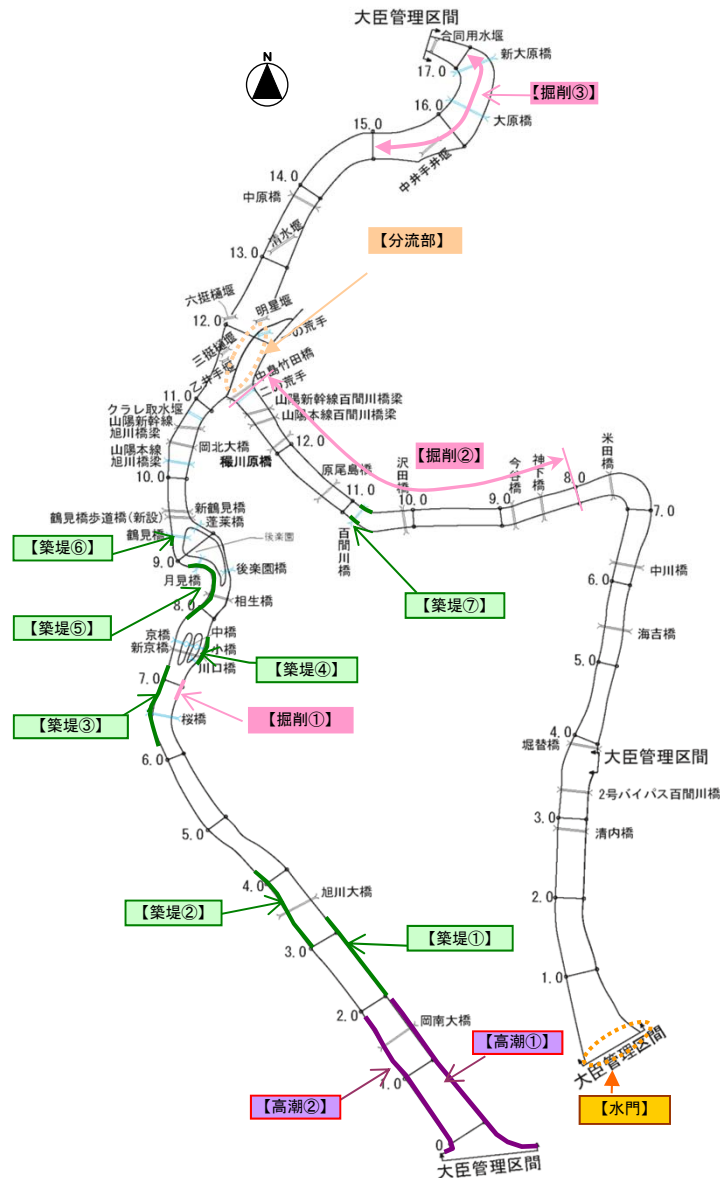 大臣管理区間
合同用水堰
新大原橋
N
17.0
【掘削③】
16.0
大原橋
15.0
中井手井堰
14.0
中原橋
清水堰
【分流部】
13.0
六挺樋堰
明星堰
12.0
一の荒手
三挺樋堰
乙井手堰
中島竹田橋
二の荒手
11.0
山陽新幹線百間川橋梁
クラレ取水堰
山陽本線百間川橋梁
山陽新幹線
旭川橋梁
岡北大橋
12.0
米田橋
山陽本線
旭川橋梁
穝川原橋
原尾島橋
沢田橋
【掘削②】
今谷橋
神下橋
8.0
10.0
11.0
10.0
9.0
7.0
新鶴見橋
鶴見橋歩道橋(新設)
蓬莱橋
百間川橋
【築堤⑥】
鶴見橋
後楽園
9.0
後楽園橋
中川橋
月見橋
6.0
【築堤⑦】
8.0
相生橋
【築堤⑤】
京橋
中橋
海吉橋
新京橋
小橋
川口橋
【築堤④】
5.0
7.0
【築堤③】
桜橋
【掘削①】
4.0
堀替橋
大臣管理区間
6.0
2号バイパス百間川橋
3.0
5.0
清内橋
4.0
旭川大橋
2.0
【築堤②】
【築堤①】
3.0
1.0
2.0
岡南大橋
【高潮①】
大臣管理区間
1.0
【高潮②】
【水門】
0
大臣管理区間